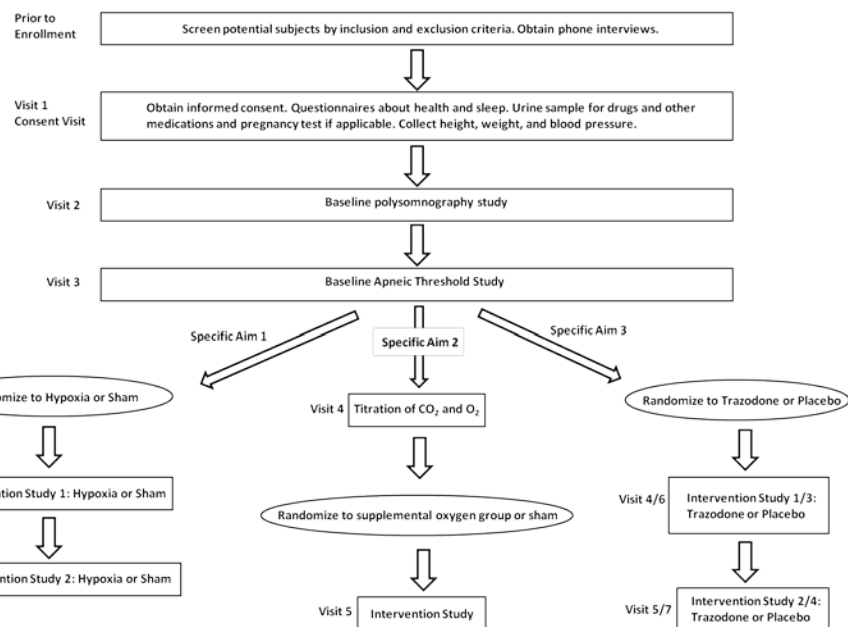 Prior to
Enrollment
Screen potential subjects by inclusion and exclusion criteria. Obtain phone interviews.
Visit 1
Consent Visit
Obtain informed consent. Questionnaires about health and sleep. Urine sample for drugs and other
medications and pregnancy test if applicable. Collect height, weight, and blood pressure.
Visit 2
Baseline polysomnography study
Visit 3
Baseline Apneic Threshold Study
Specific Aim 1
Specific Aim 2
Specific Aim 3
to Hypoxia or Sham
Visit 4
Titration of CO₂ and O₂
Randomize to Trazodone or Placebo
Study 1: Hypoxia or Sham
Randomize to supplemental oxygen group or sham
Visit 4/6
Intervention Study 1/3:
Trazodone or Placebo
Study 2: Hypoxia or Sham
Visit 5
Intervention Study
Visit 5/7
Intervention Study 2/4:
Trazodone or Placebo